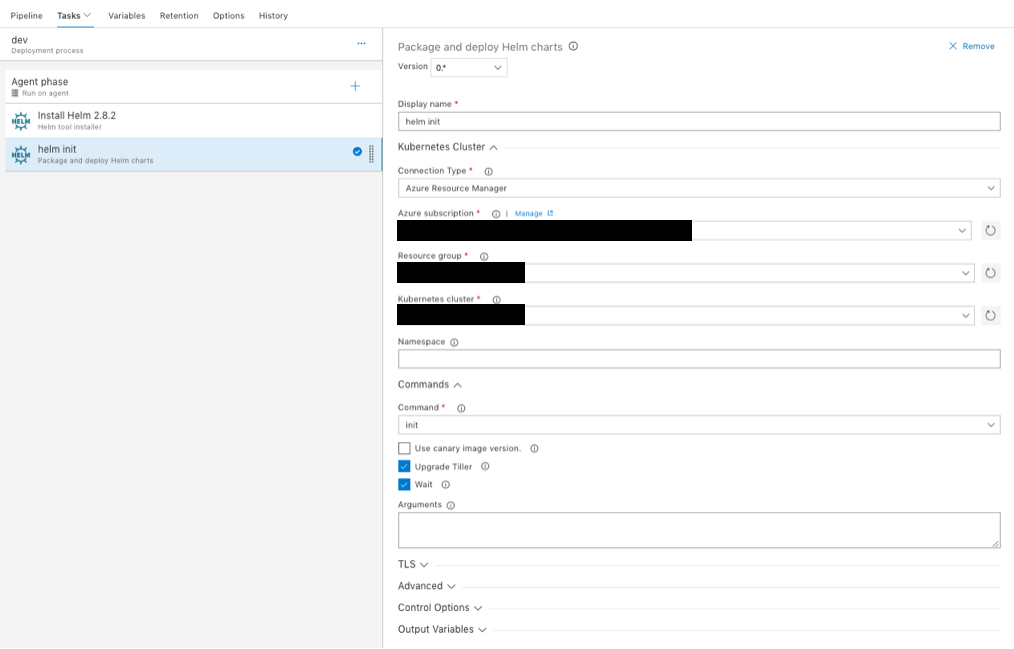 Pipeline Tasks Variables Retention Options History
dev
Deployment process
Agent phase
Run on agent
HELM
Install Helm 2.8.2
Helm tool installer
HELM
helm init
Package and deploy Helm charts
Package and deploy Helm charts
Remove
Version 0.*
Display name *
helm init
Kubernetes Cluster
Connection Type *
Azure Resource Manager
Azure subscription * | Manage
Resource group *
Kubernetes cluster *
Namespace
Commands
Command *
init
Use canary image version.
Upgrade Tiller
Wait
Arguments
TLS
Advanced
Control Options
Output Variables